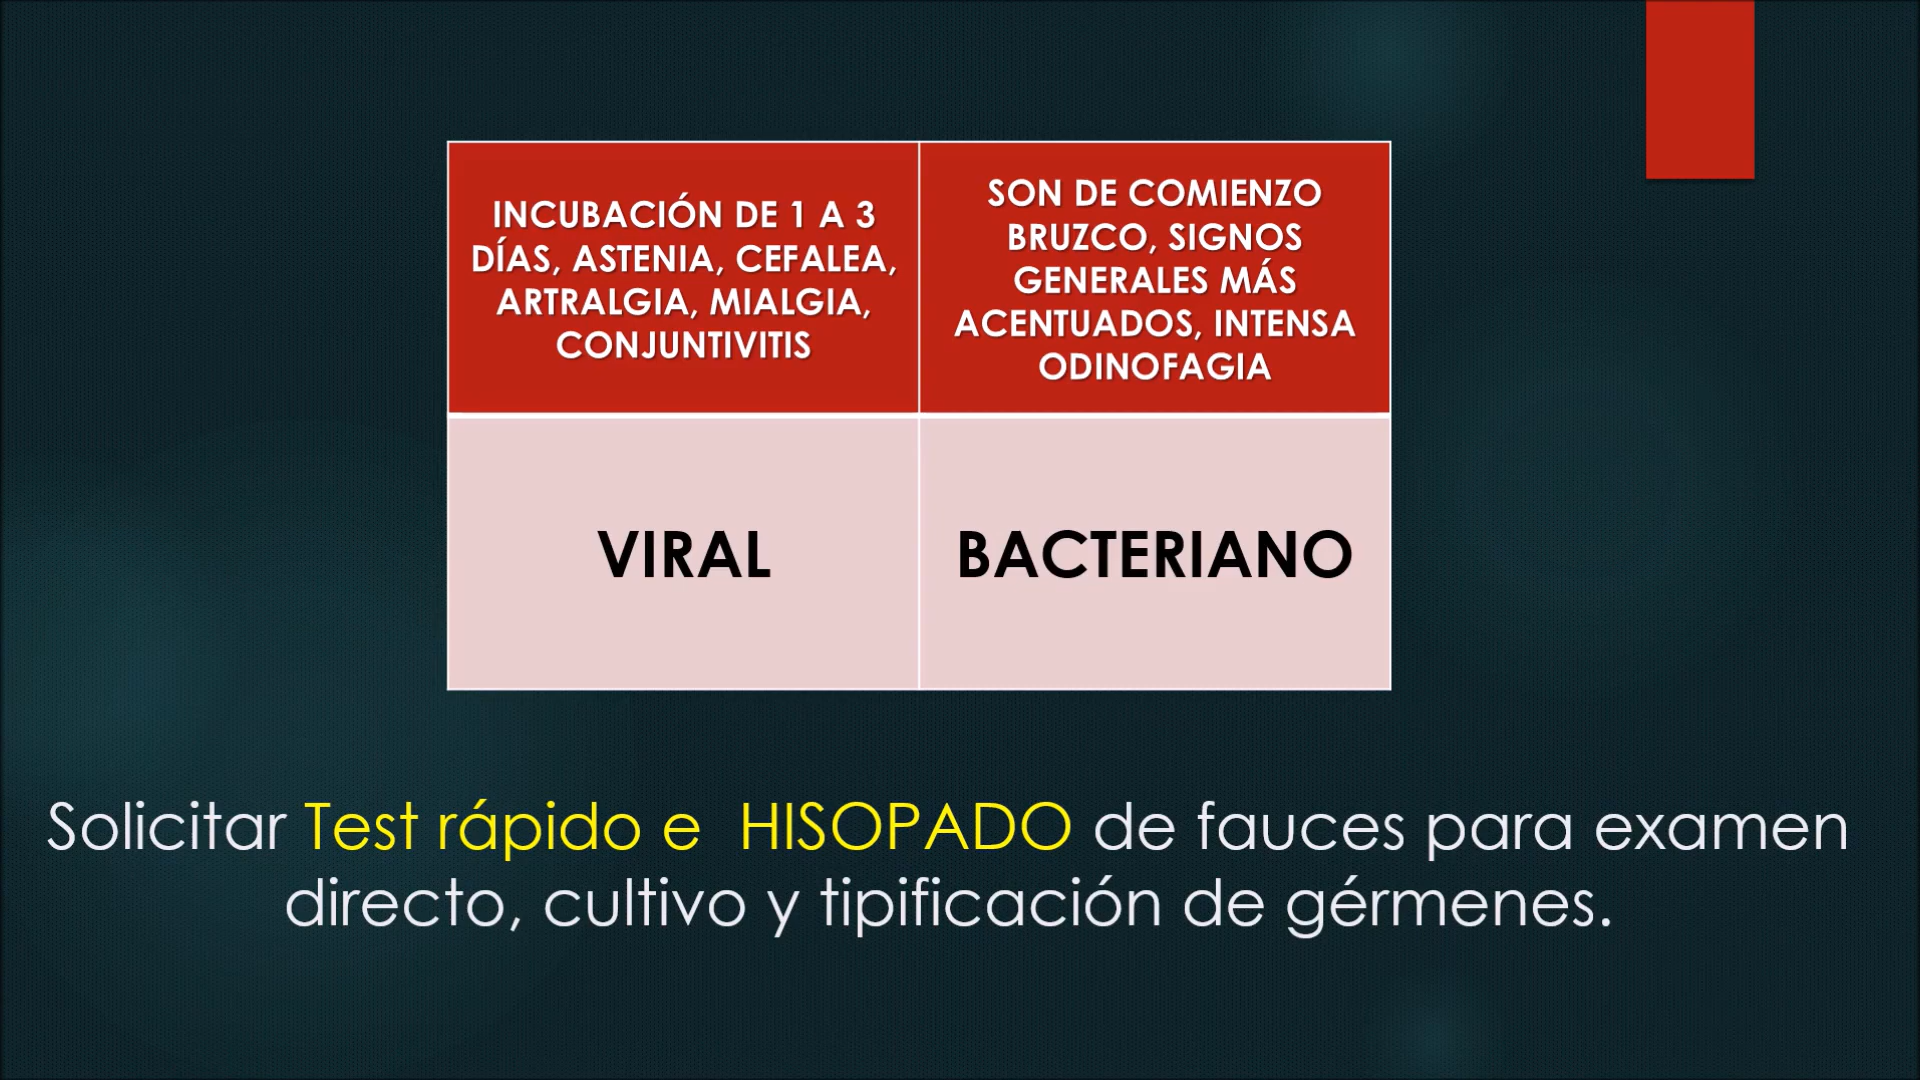 INCUBACIÓN DE 1 A 3
DÍAS, ASTENIA, CEFALEA,
ARTRALGIA, MIALGIA,
CONJUNTIVITIS
SON DE COMIENZO
BRUZCO, SIGNOS
GENERALES MÁS
ACENTUADOS, INTENSA
ODINOFAGIA
VIRAL
BACTERIANO
Solicitar Test rápido e HISOPADO de fauces para examen
directo, cultivo y tipificación de gérmenes.